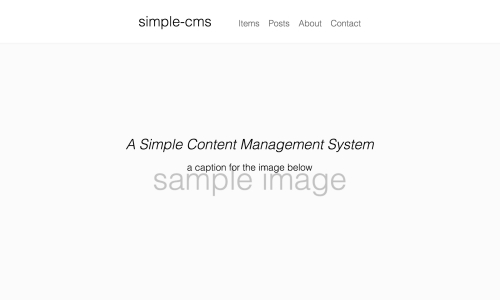 simple-cms
Items Posts About Contact
A Simple Content Management System
a caption for the image below
sample image